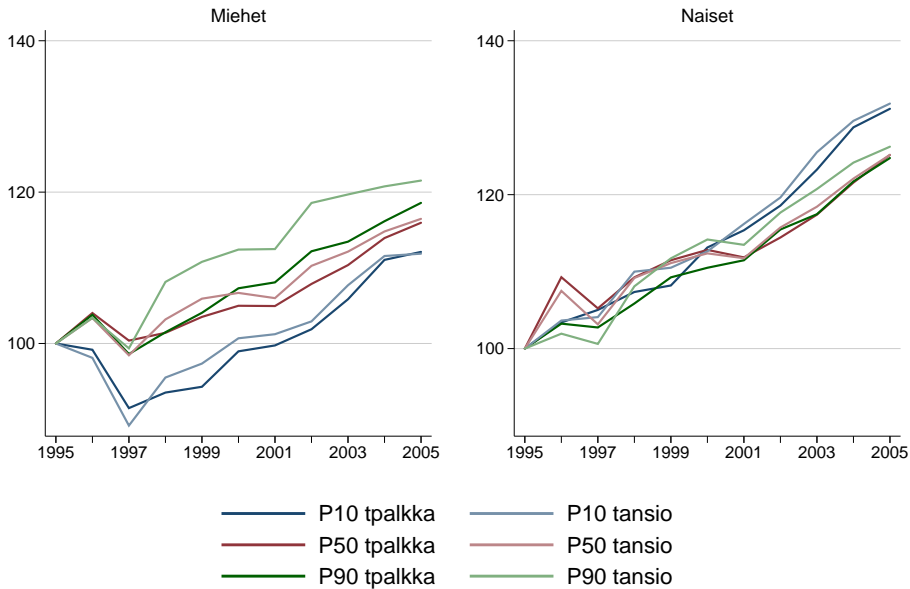 Miehet
140
120
100
1995 1997 1999 2001 2003 2005
Naiset
140
120
100
1995 1997 1999 2001 2003 2005
P10 tpalkka P10 tansio
P50 tpalkka P50 tansio
P90 tpalkka P90 tansio